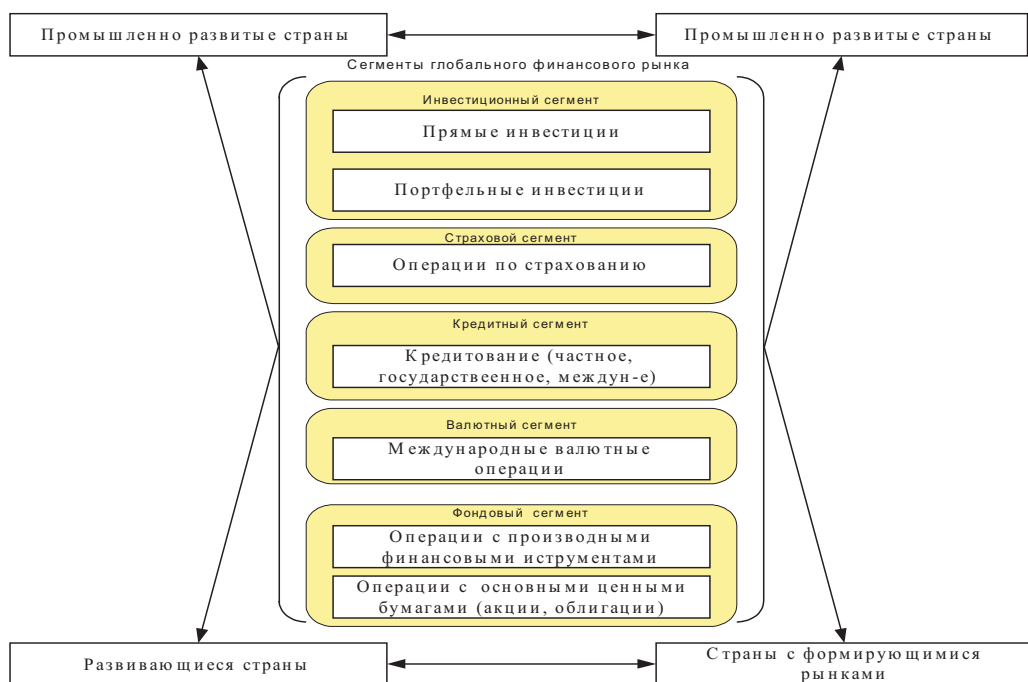 Промышленно развитые страны
Промышленно развитые страны
Сегменты глобального финансового рынка
Инвестиционный сегмент
Прямые инвестиции
Портфельные инвестиции
Страховой сегмент
Операции по страхованию
Кредитный сегмент
Кредитование (частное,
государствеенное, междун-е)
Валютный сегмент
Международные валютные
операции
Фондовый сегмент
Операции с производными
финансовыми иструментами
Операции с основными ценными
бумагами (акции, облигации)
Развивающиеся страны
Страны с формирующимися
рынками